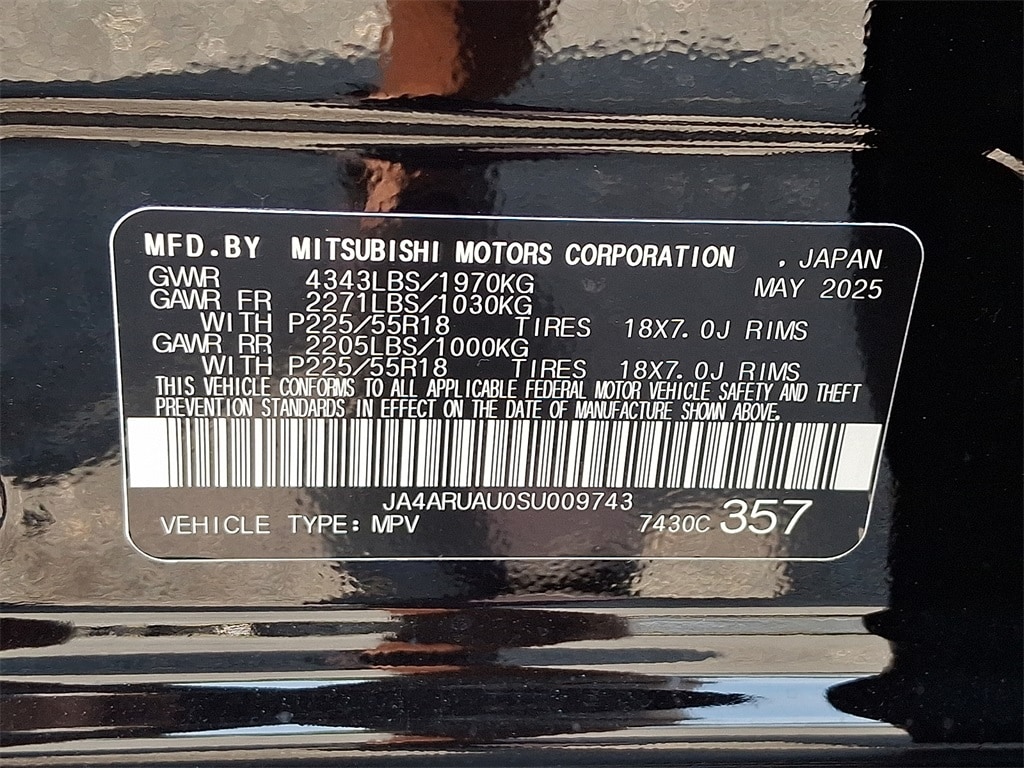 MFD.BY MITSUBISHI MOTORS CORPORATION , JAPAN
GVWR 4343LBS/1970KG MAY 2025
GAWR FR 2271LBS/1030KG
WITH P225/55R18 TIRES 18X7.0J RIMS
GAWR RR 2205LBS/1000KG
WITH P225/55R18 TIRES 18X7.0J RIMS
THIS VEHICLE CONFORMS TO ALL APPLICABLE FEDERAL MOTOR VEHICLE SAFETY AND THEFT
PREVENTION STANDARDS IN EFFECT ON THE DATE OF MANUFACTURE SHOWN ABOVE.
JA4ARUAU0SU009743
VEHICLE TYPE: MPV 7430C 357